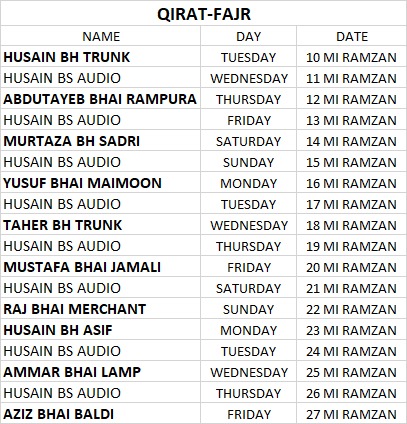 QIRAT-FAJR
NAME DAY DATE
HUSAIN BH TRUNK TUESDAY 10 MI RAMZAN
HUSAIN BS AUDIO WEDNESDAY 11 MI RAMZAN
ABDUTAYEB BHAI RAMPURA THURSDAY 12 MI RAMZAN
HUSAIN BS AUDIO FRIDAY 13 MI RAMZAN
MURTAZA BH SADRI SATURDAY 14 MI RAMZAN
HUSAIN BS AUDIO SUNDAY 15 MI RAMZAN
YUSUF BHAI MAIMOON MONDAY 16 MI RAMZAN
HUSAIN BS AUDIO TUESDAY 17 MI RAMZAN
TAHER BH TRUNK WEDNESDAY 18 MI RAMZAN
HUSAIN BS AUDIO THURSDAY 19 MI RAMZAN
MUSTAFA BHAI JAMALI FRIDAY 20 MI RAMZAN
HUSAIN BS AUDIO SATURDAY 21 MI RAMZAN
RAJ BHAI MERCHANT SUNDAY 22 MI RAMZAN
HUSAIN BH ASIF MONDAY 23 MI RAMZAN
HUSAIN BS AUDIO TUESDAY 24 MI RAMZAN
AMMAR BHAI LAMP WEDNESDAY 25 MI RAMZAN
HUSAIN BS AUDIO THURSDAY 26 MI RAMZAN
AZIZ BHAI BALDI FRIDAY 27 MI RAMZAN